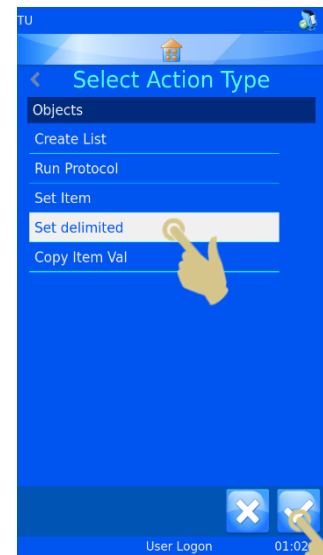 TU
Select Action Type
Objects
Create List
Run Protocol
Set Item
Set delimited
Copy Item Val
User Logon 01:02